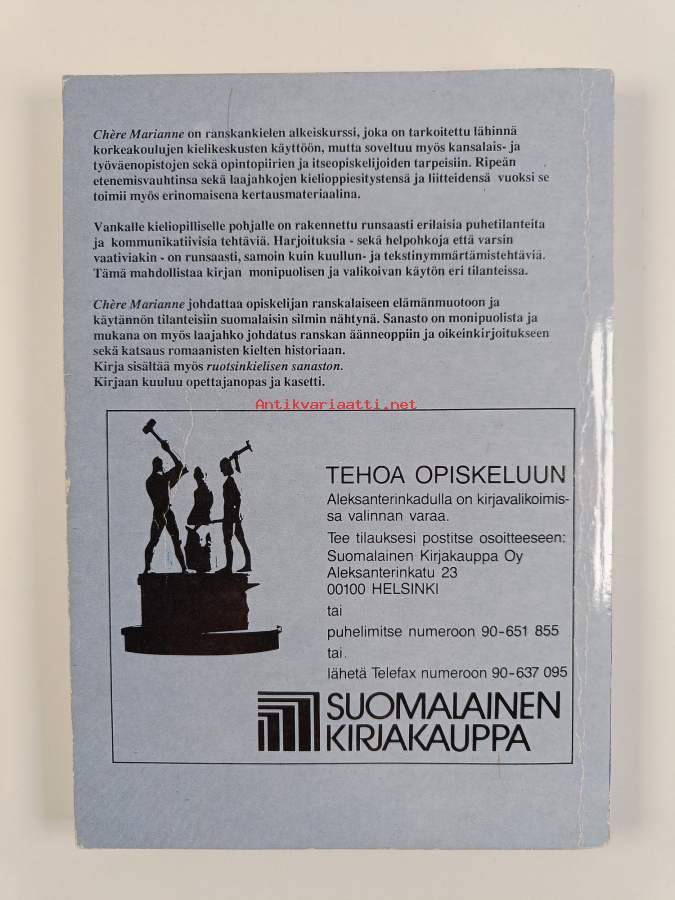 Chère Marianne on ranskankielen alkeiskurssi, joka on tarkoitettu lähinnä
korkeakoulujen kielikeskusten käyttöön, mutta soveltuu myös kansalais- ja
työväenopistojen sekä opintopiirien ja itseopiskelijoiden tarpeisiin. Ripeän
etenemisvauhtinsa sekä laajahkojen kielioppiesitystensä ja liitteidensä vuoksi se
toimii myös erinomaisena kertausmateriaalina.
Vankalle kieliopilliselle pohjalle on rakennettu runsaasti erilaisia puhetilanteita
ja kommunikatiivisia tehtäviä. Harjoituksia - sekä helpohkoja että varsin
vaativiakin - on runsaasti, samoin kuin kuullun- ja tekstinymmärtämistehtäviä.
Tämä mahdollistaa kirjan monipuolisen ja valikoivan käytön eri tilanteissa.
Chère Marianne johdattaa opiskelijan ranskalaiseen elämänmuotoon ja
käytännön tilanteisiin suomalaisin silmin nähtynä. Sanasto on monipuolista ja
mukana on myös laajahko johdatus ranskan äänneoppiin ja oikeinkirjoitukseen
sekä katsaus romaanisten kielten historiaan.
Kirja sisältää myös ruotsinkielisen sanaston.
Kirjaan kuuluu opettajanopas ja kasetti.
Antikvariaatti.net
TEHOA OPISKELUUN
Aleksanterinkadulla on kirjavalikoimis-
sa valinnan varaa.
Tee tilauksesi postitse osoitteeseen:
Suomalainen Kirjakauppa Oy
Aleksanterinkatu 23
00100 HELSINKI
tai
puhelimitse numeroon 90-651 855
tai
lähetä Telefax numeroon 90-637 095
SUOMALAINEN
KIRJAKAUPPA